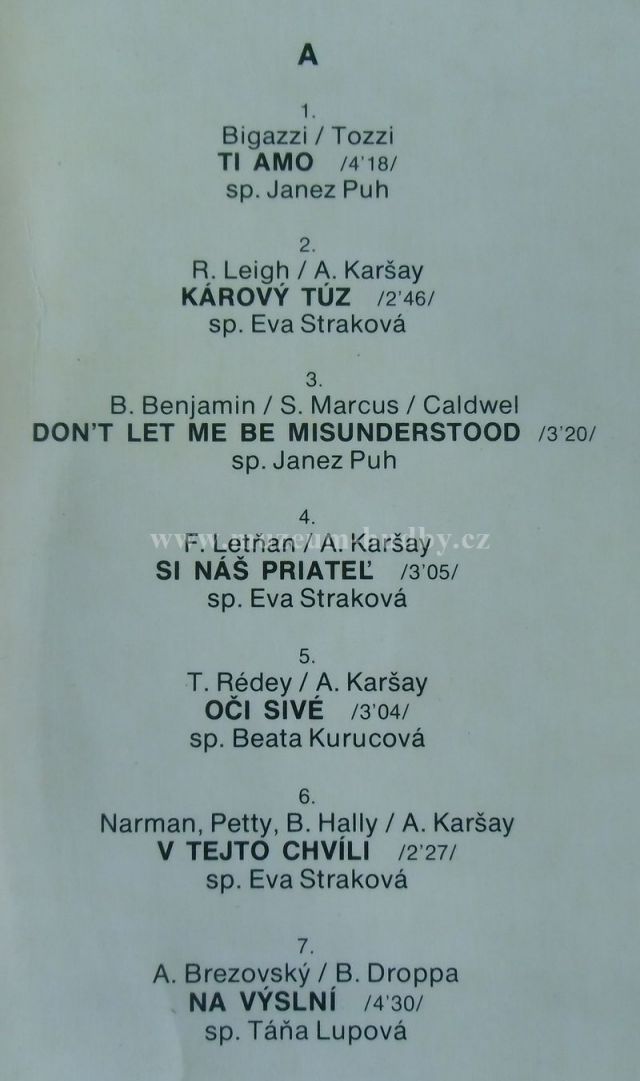 A
1.
Bigazzi / Tozzi
TI AMO /4'18/
sp. Janez Puh
2.
R. Leigh / A. Karšay
KÁROVÝ TÚZ /2'46/
sp. Eva Straková
3.
B. Benjamin / S. Marcus / Caldwel
DON'T LET ME BE MISUNDERSTOOD /3'20/
sp. Janez Puh
4.
www.muzeum-hudby.cz
F. Letňan / A. Karšay
SI NÁŠ PRIATEĽ /3'05/
sp. Eva Straková
5.
T. Rédey / A. Karšay
OČI SIVÉ /3'04/
sp. Beata Kurucová
6.
Narman, Petty, B. Hally / A. Karšay
V TEJTO CHVÍLI /2'27/
sp. Eva Straková
7.
A. Brezovský / B. Droppa
NA VÝSLNÍ /4'30/
sp. Táňa Lupová